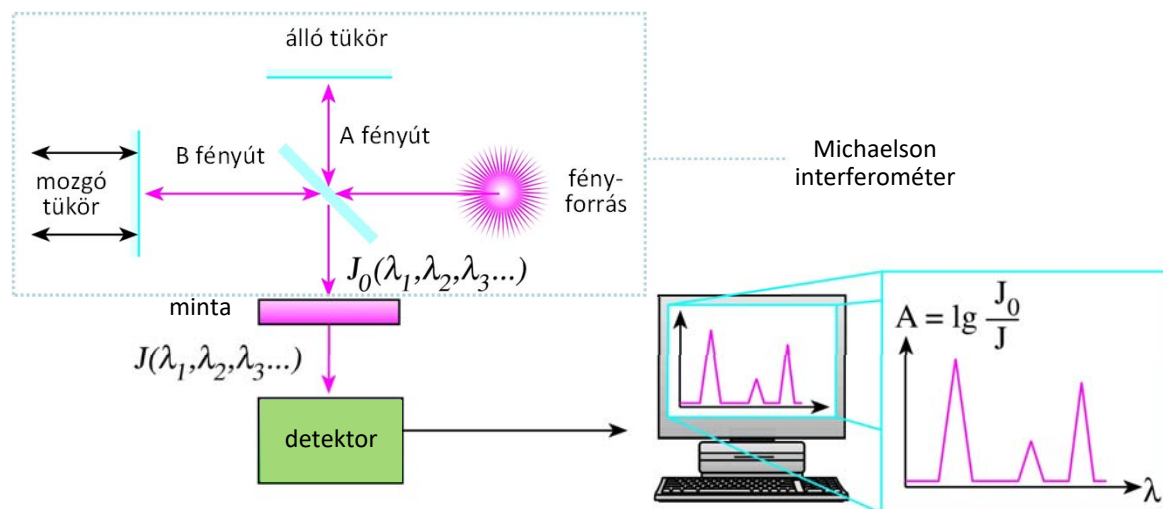 álló tükör
A fényút
B fényút
mozgó
tükör
fény-
forrás
Michaelson
interferométer
J₀(λ₁,λ₂,λ₃...)
minta
J(λ₁,λ₂,λ₃...)
detektor
A = lg J₀/J
λ